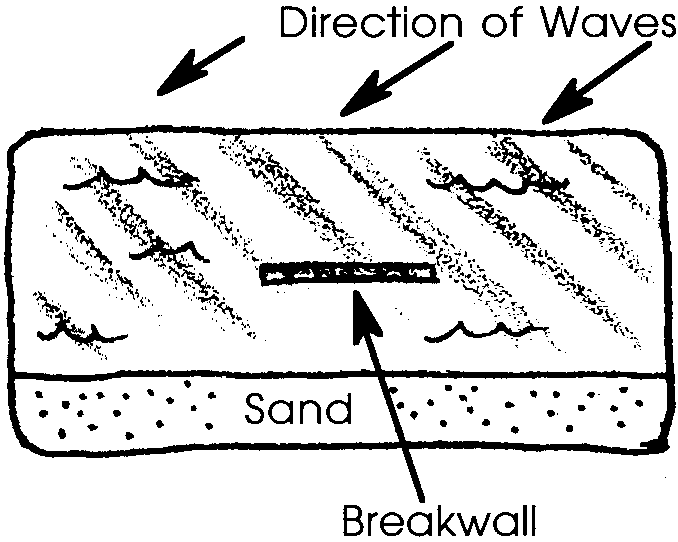 Direction of Waves
Sand
Breakwall